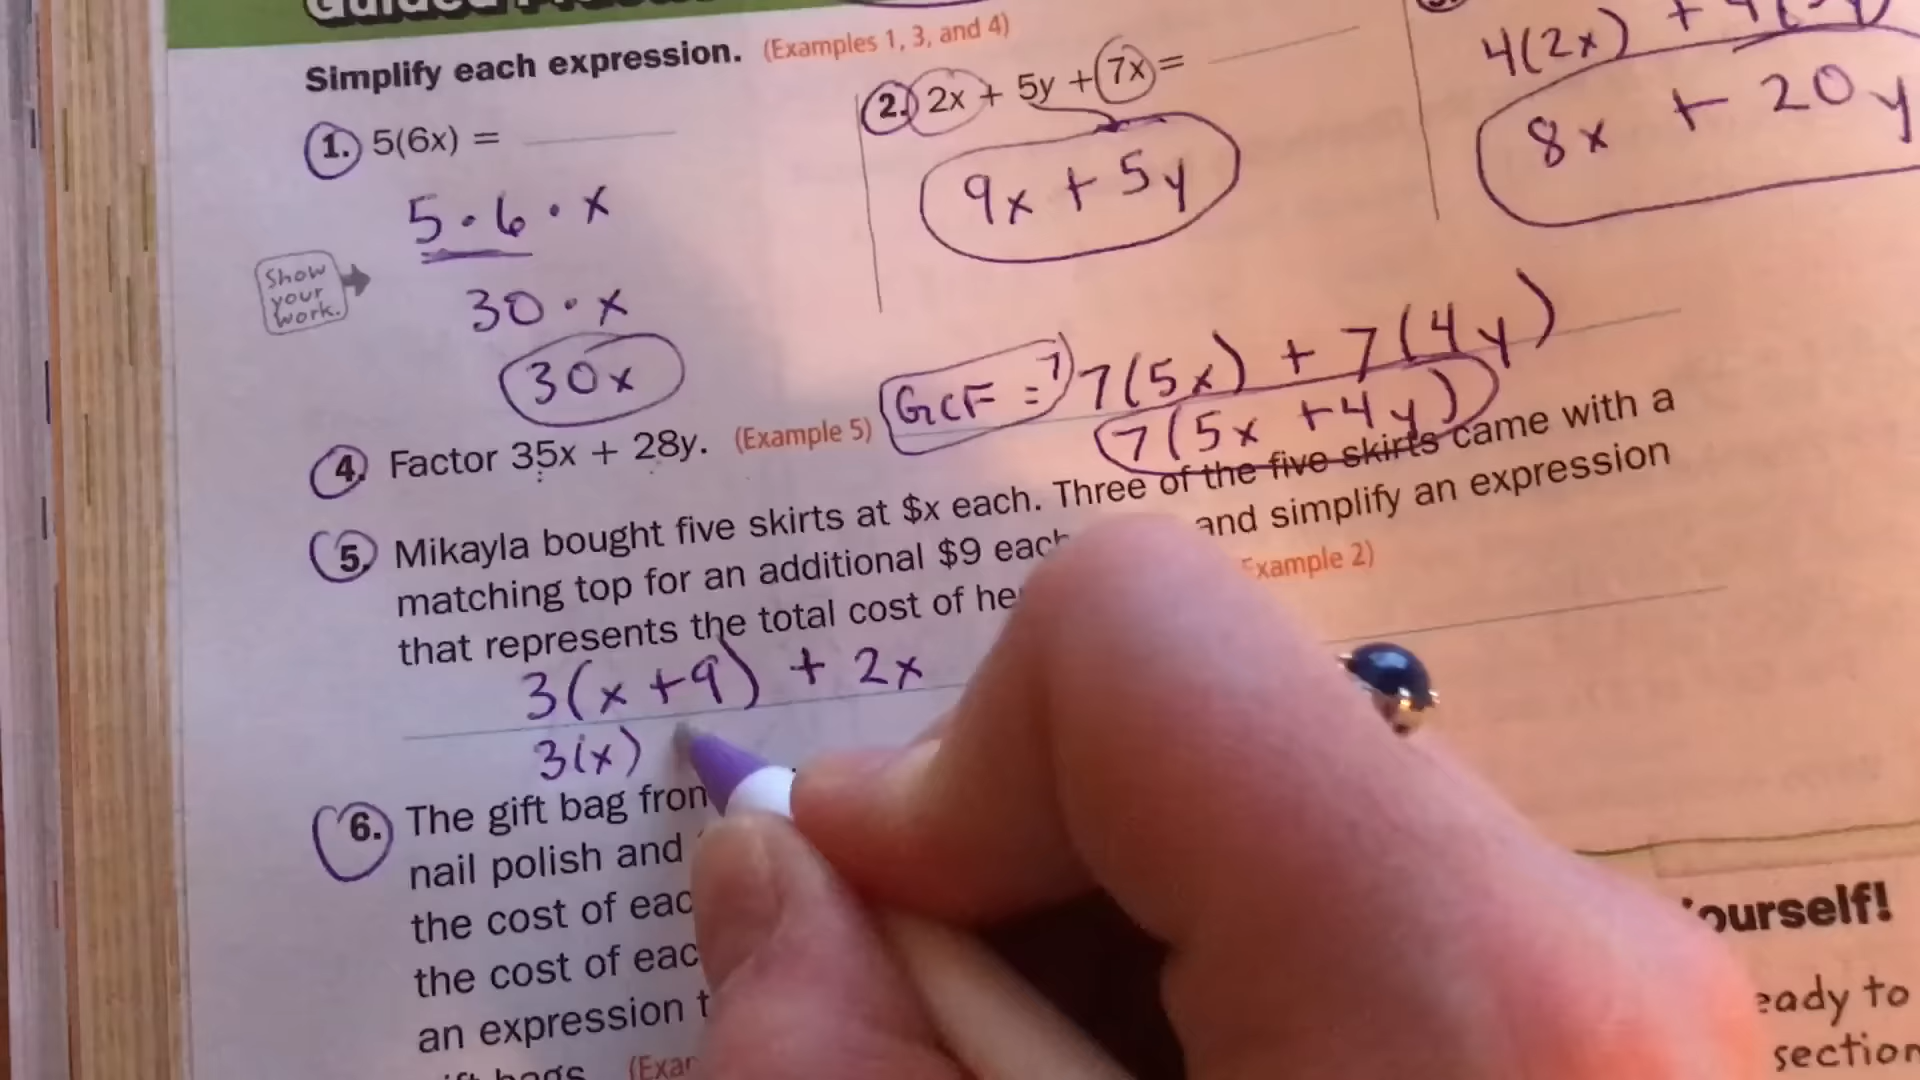 Guided
Simplify each expression. (Examples 1, 3, and 4)
1. 5(6x) =
5 · 6 · x
30 · x
30x
Show
your
work.
2. 2x + 5y + 7x =
9x + 5y
4(2x) +
8x + 20y
4. Factor 35x + 28y. (Example 5)
GCF = 7
7(5x) + 7(4y)
7(5x + 4y)
5. Mikayla bought five skirts at $x each. Three of the five skirts came with a
matching top for an additional $9 each and simplify an expression
that represents the total cost of Example 2)
3(x + 9) + 2x
3(x)
6. The gift bag
nail polish and
the cost of
the cost of
an expression
bags.
ourself!
eady to
section